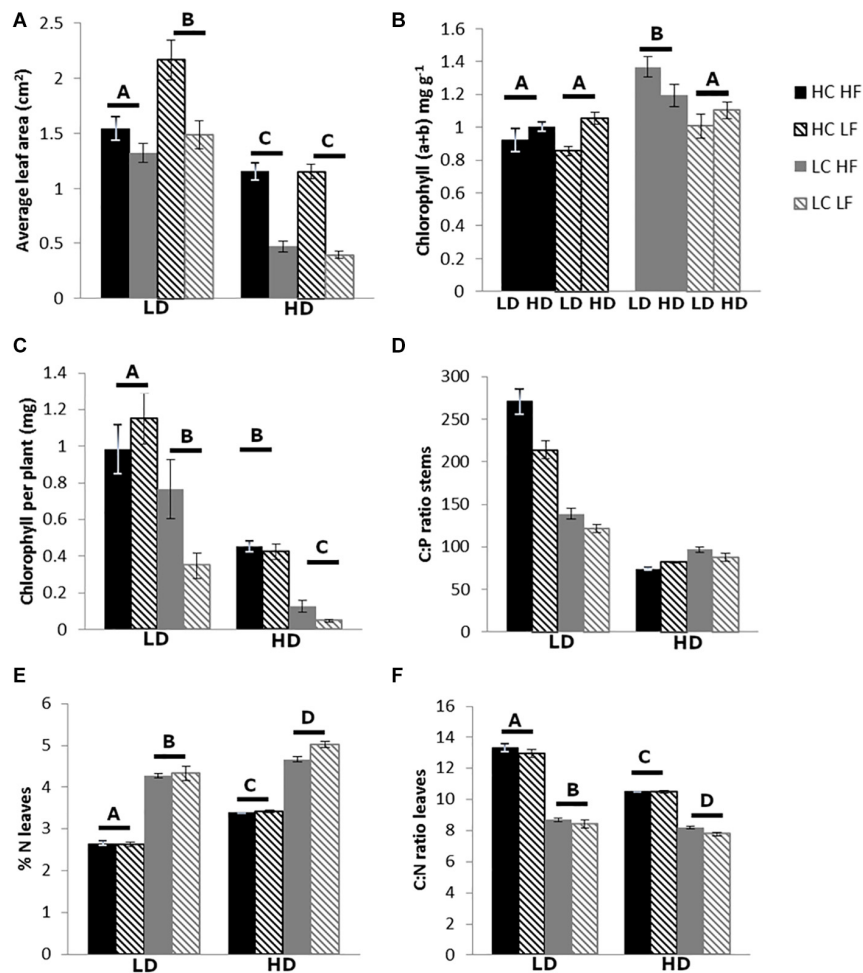 A
Average leaf area (cm²)
2.5
2
1.5
1
0.5
0
A
B
C
C
LD
HD
B
Chlorophyll (a+b) mg g⁻¹
1.6
1.4
1.2
1
0.8
0.6
0.4
0.2
0
A
A
B
A
LD HD LD HD LD HD LD HD
HC HF
HC LF
LC HF
LC LF
C
Chlorophyll per plant (mg)
1.4
1.2
1
0.8
0.6
0.4
0.2
0
A
B
B
C
LD
HD
D
C:P ratio stems
300
250
200
150
100
50
0
LD
HD
E
% N leaves
6
5
4
3
2
1
0
A
B
C
D
LD
HD
F
C:N ratio leaves
16
14
12
10
8
6
4
2
0
A
B
C
D
LD
HD